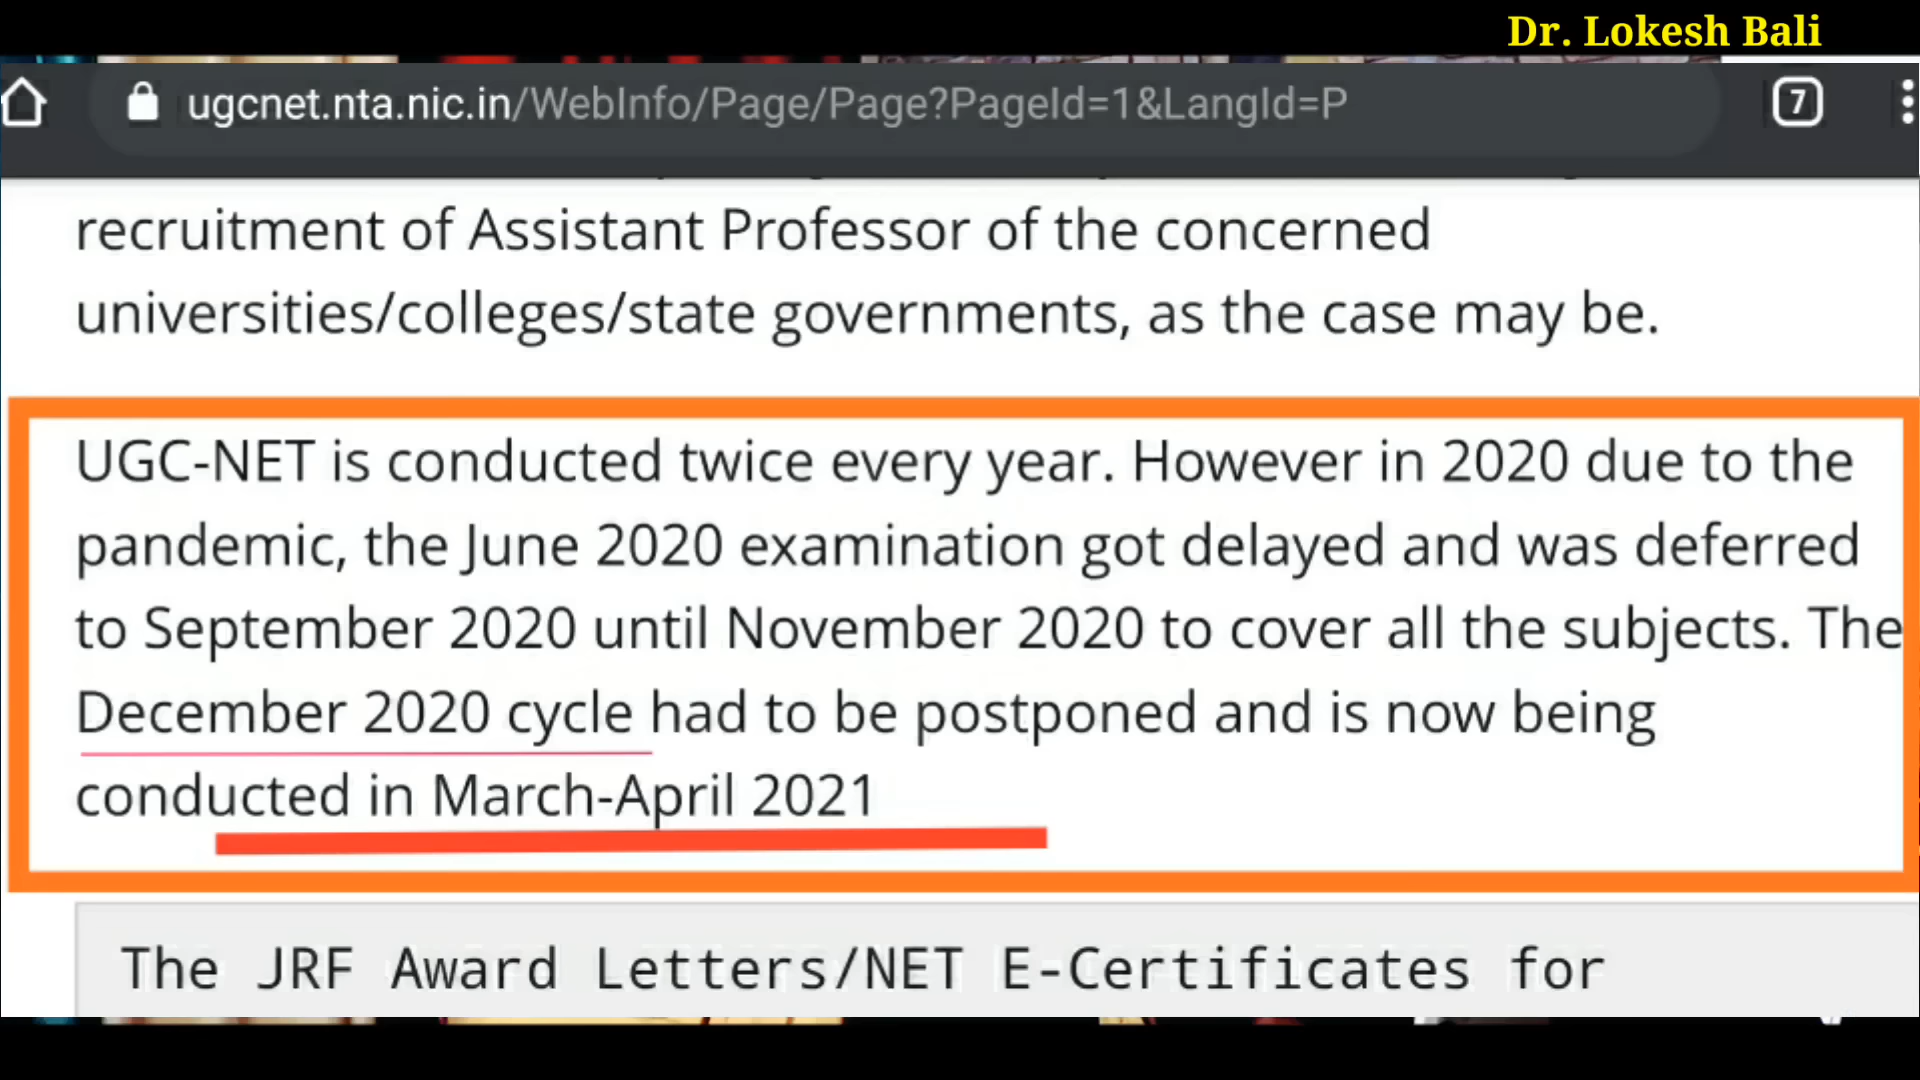 Dr. Lokesh Bali
ugcnet.nta.nic.in/WebInfo/Page/Page?PageId=1&LangId=P
7
recruitment of Assistant Professor of the concerned
universities/colleges/state governments, as the case may be.
UGC-NET is conducted twice every year. However in 2020 due to the
pandemic, the June 2020 examination got delayed and was deferred
to September 2020 until November 2020 to cover all the subjects. The
December 2020 cycle had to be postponed and is now being
conducted in March-April 2021
The JRF Award Letters/NET E-Certificates for